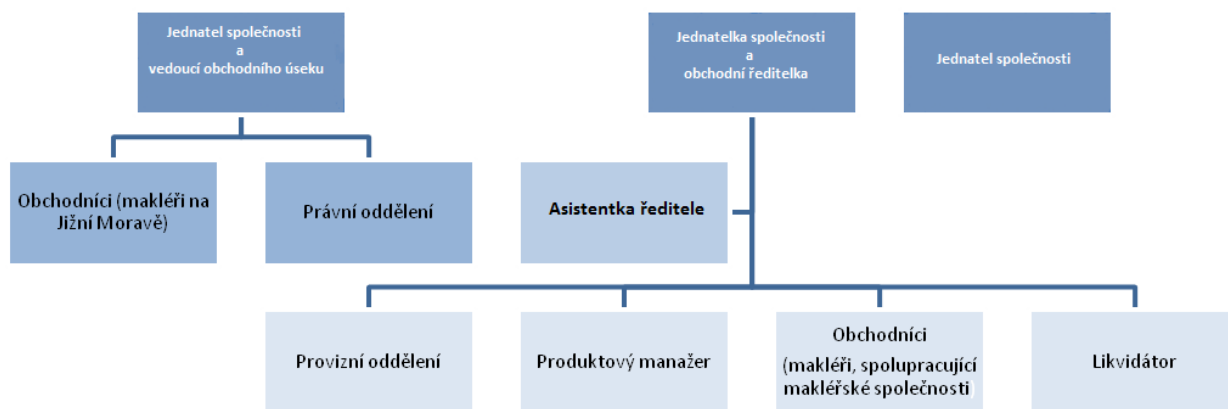 Jednatel společnosti
a
vedoucí obchodního úseku
Jednatelka společnosti
a
obchodní ředitelka
Jednatel společnosti
Obchodníci (makléři na
Jižní Moravě)
Právní oddělení
Asistentka ředitele
Provizní oddělení
Produktový manažer
Obchodníci
(makléři, spolupracující
makléřské společnosti)
Likvidátor